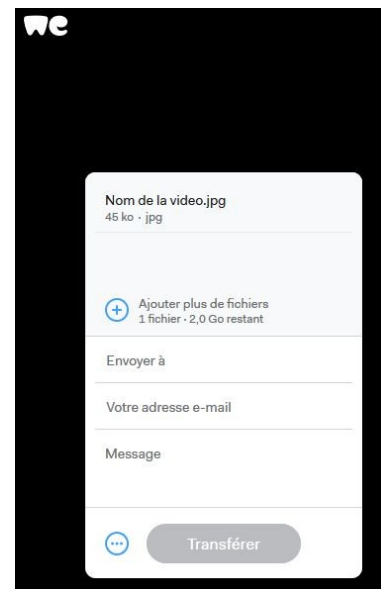 we
Nom de la video.jpg
45 ko · jpg
Ajouter plus de fichiers
1 fichier · 2,0 Go restant
Envoyer à
Votre adresse e-mail
Message
Transférer